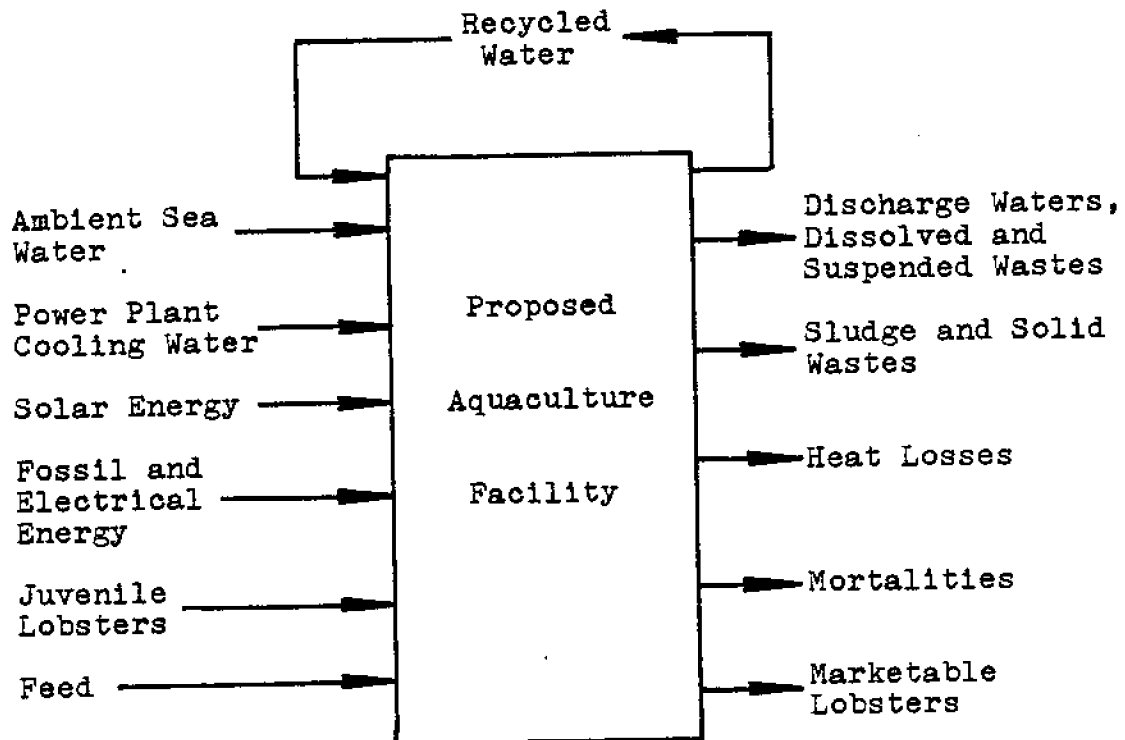 Recycled
Water
Ambient Sea
Water
Power Plant
Cooling Water
Solar Energy
Fossil and
Electrical
Energy
Juvenile
Lobsters
Feed
Proposed
Aquaculture
Facility
Discharge Waters,
Dissolved and
Suspended Wastes
Sludge and Solid
Wastes
Heat Losses
Mortalities
Marketable
Lobsters